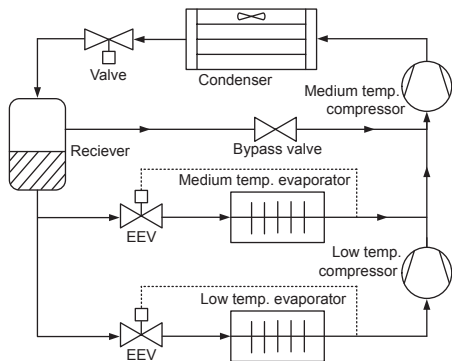 Valve
Condenser
Medium temp.
compressor
Reciever
Bypass valve
Medium temp. evaporator
EEV
Low temp.
compressor
Low temp. evaporator
EEV